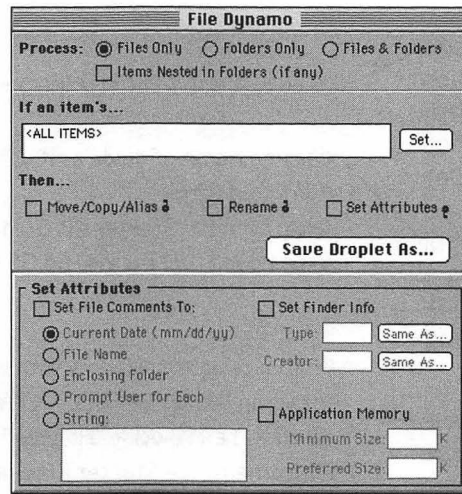 File Dynamo
Process: Files Only Folders Only Files & Folders
Items Nested in Folders (if any)
If an item's...
<ALL ITEMS>
Set...
Then...
Move/Copy/Alias Rename Set Attributes
Save Droplet As...
Set Attributes
Set File Comments To: Set Finder Info
Current Date (mm/dd/yy) Type: Same As...
File Name Creator: Same As...
Enclosing Folder
Prompt User for Each
String: Application Memory
Minimum Size: K
Preferred Size: K